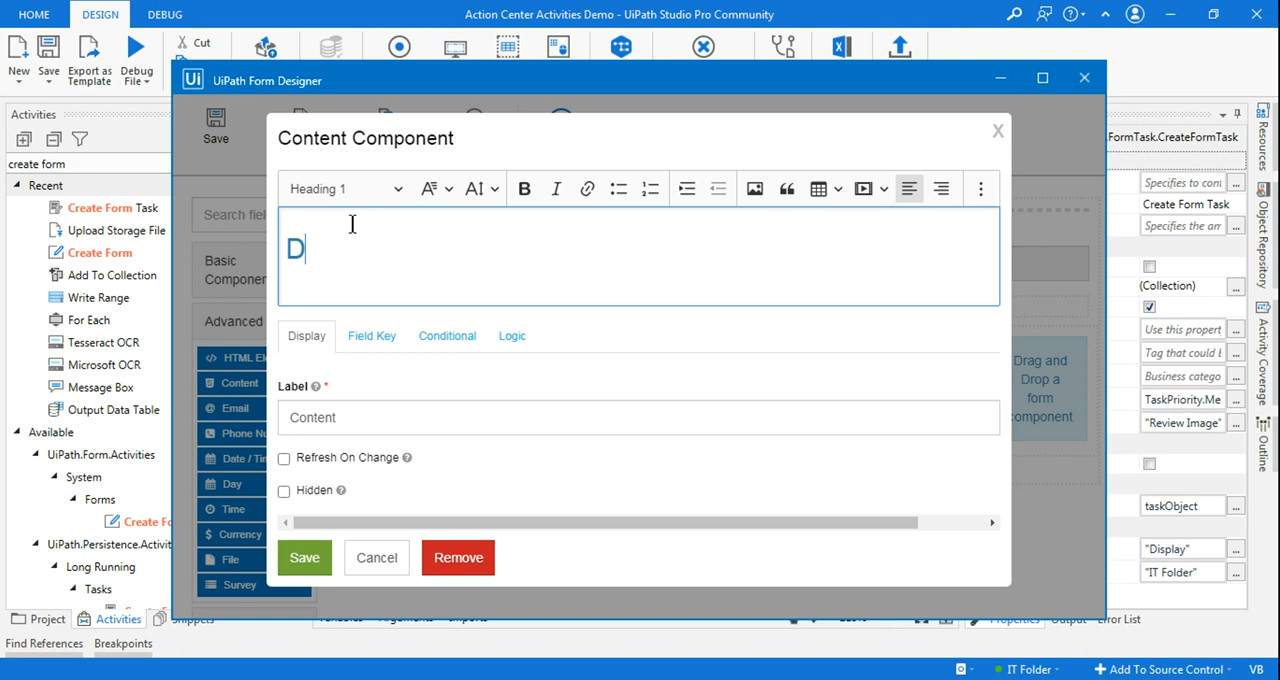 HOME DESIGN DEBUG Action Center Activities Demo - UiPath Studio Pro Community
Cut
New Save Export as Template Debug File
Ui UiPath Form Designer
Activities
create form
Recent
Create Form Task
Upload Storage File
Create Form
Add To Collection
Write Range
For Each
Tesseract OCR
Microsoft OCR
Message Box
Output Data Table
Available
UiPath.Form.Activities
System
Forms
Create Fo
UiPath.Persistence.Activit
Long Running
Tasks
Project Activities Snippets
Find References Breakpoints
Save
Search fiel
Basic
Componen
Advanced
HTML El
Content
Email
Phone Nu
Date / Tim
Day
Time
Currency
File
Survey
Content Component X
Heading 1
D
Display Field Key Conditional Logic
Label *
Content
Refresh On Change
Hidden
Save Cancel Remove
Drag and
Drop a
form
component
.FormTask.CreateFormTask
Specifies to cont ...
Create Form Task
Specifies the arr ...
(Collection) ...
Use this propert ...
Tag that could b ...
Business catego ...
TaskPriority.Me ...
"Review Image" ...
taskObject ...
"Display" ...
"IT Folder" ...
Properties Output Error List
Resources
Object Repository
Activity Coverage
Outline
IT Folder Add To Source Control VB